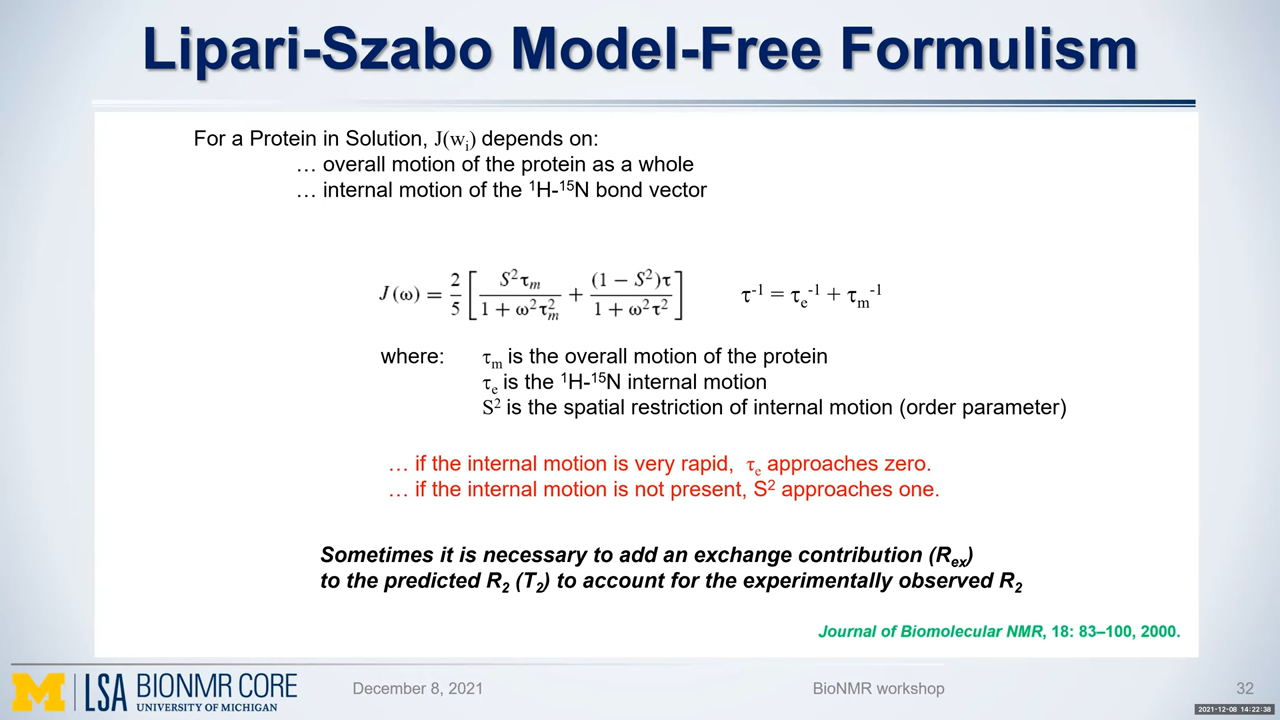 Lipari-Szabo Model-Free Formulism
For a Protein in Solution, J(wᵢ) depends on:
… overall motion of the protein as a whole
… internal motion of the ¹H-¹⁵N bond vector
J(ω) = 2/5 [ S²τₘ / (1 + ω²τₘ²) + (1 − S²)τ / (1 + ω²τ²) ] τ⁻¹ = τₑ⁻¹ + τₘ⁻¹
where: τₘ is the overall motion of the protein
τₑ is the ¹H-¹⁵N internal motion
S² is the spatial restriction of internal motion (order parameter)
… if the internal motion is very rapid, τₑ approaches zero.
… if the internal motion is not present, S² approaches one.
Sometimes it is necessary to add an exchange contribution (Rₑₓ)
to the predicted R₂ (T₂) to account for the experimentally observed R₂
Journal of Biomolecular NMR, 18: 83–100, 2000.
M LSA BIONMR CORE
UNIVERSITY OF MICHIGAN
December 8, 2021
BioNMR workshop
32
2021-12-08 14:22:38